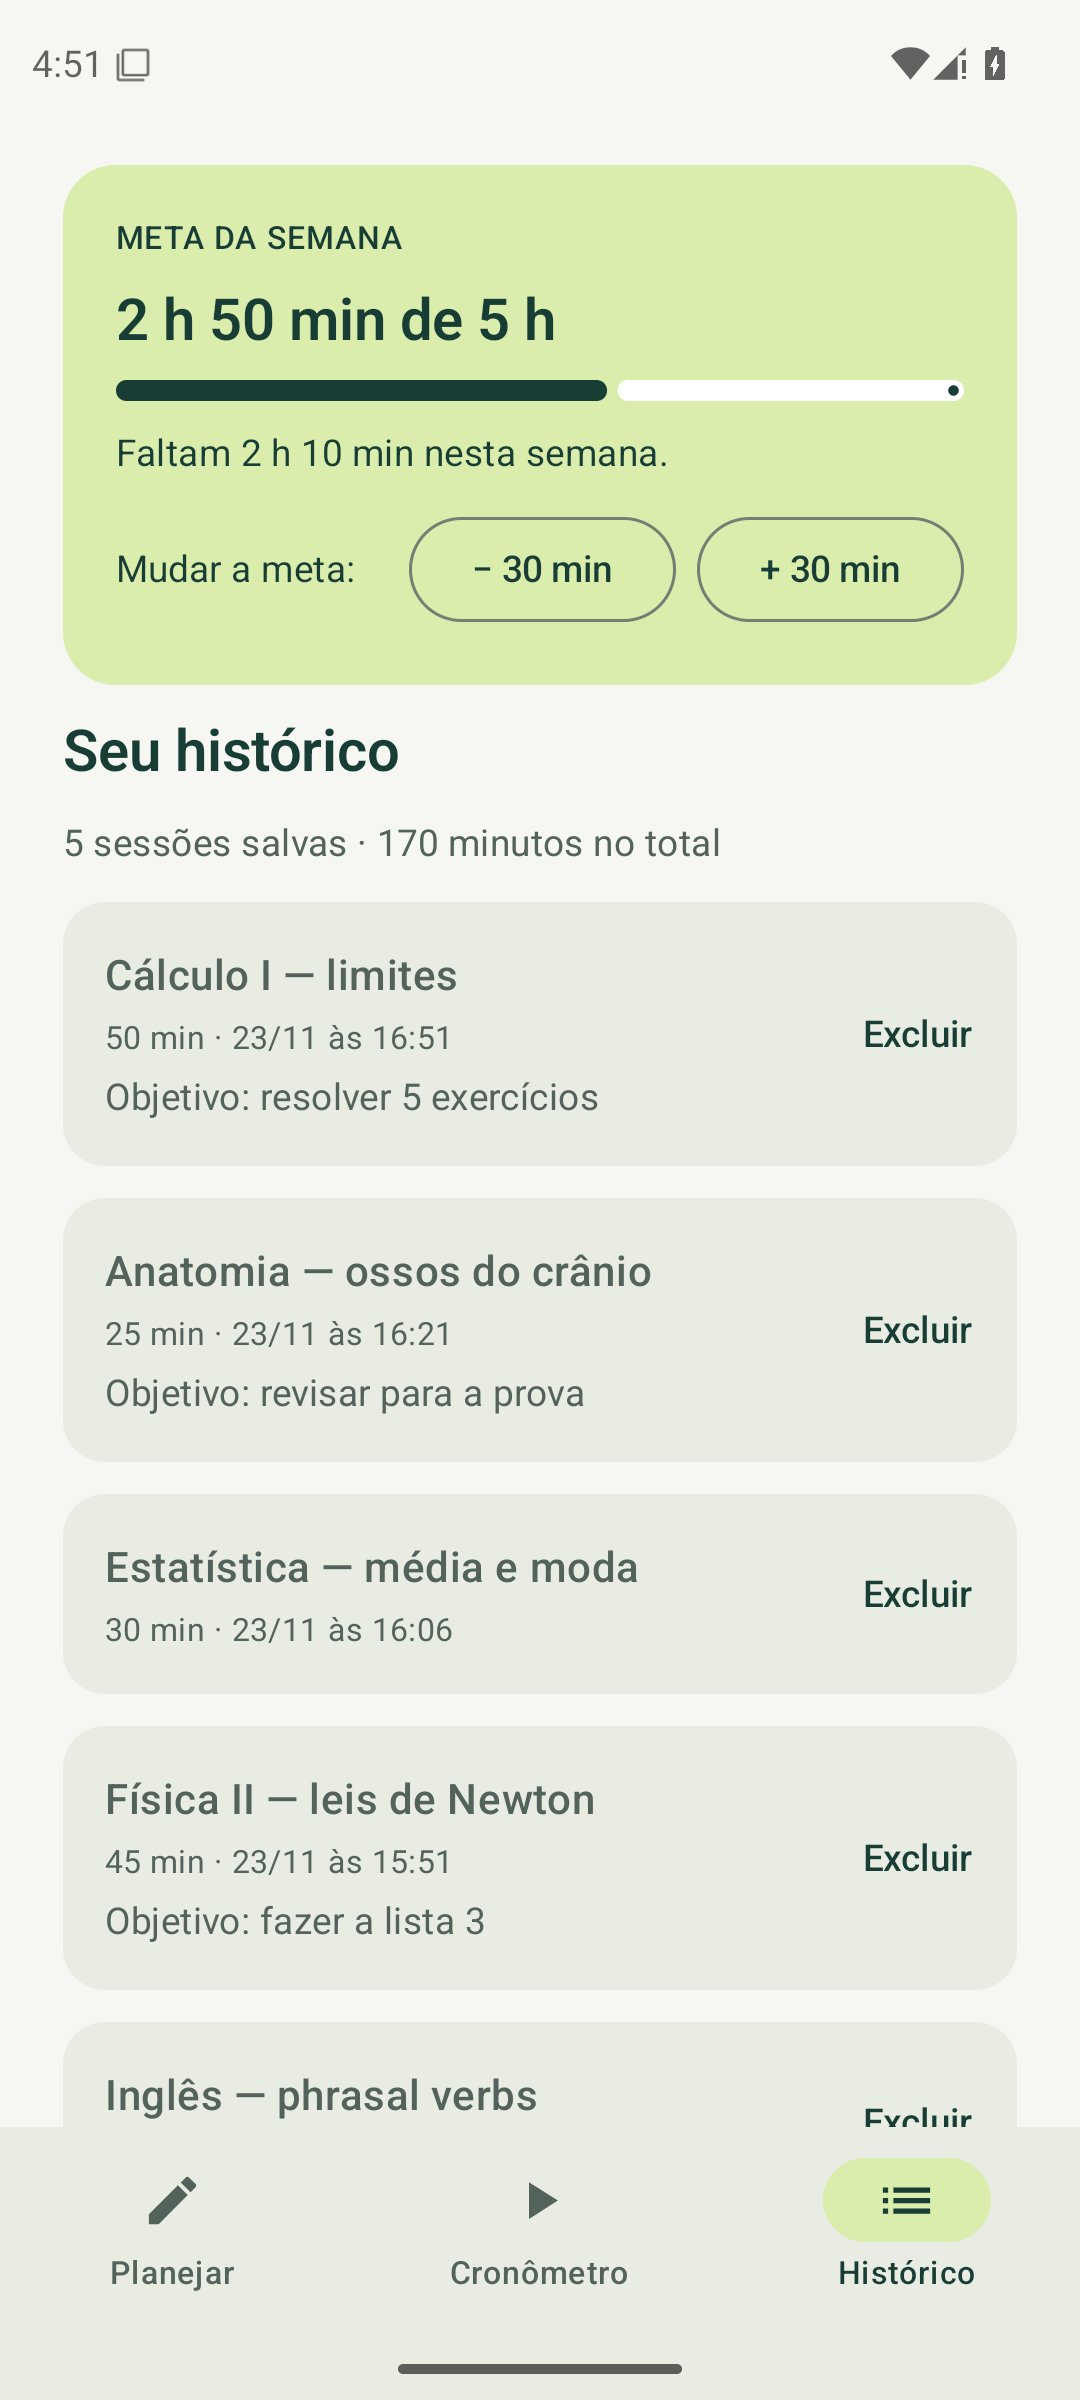 4:51
META DA SEMANA
2 h 50 min de 5 h
Faltam 2 h 10 min nesta semana.
Mudar a meta:
− 30 min
+ 30 min
Seu histórico
5 sessões salvas · 170 minutos no total
Cálculo I — limites
50 min · 23/11 às 16:51
Objetivo: resolver 5 exercícios
Excluir
Anatomia — ossos do crânio
25 min · 23/11 às 16:21
Objetivo: revisar para a prova
Excluir
Estatística — média e moda
30 min · 23/11 às 16:06
Excluir
Física II — leis de Newton
45 min · 23/11 às 15:51
Objetivo: fazer a lista 3
Excluir
Inglês — phrasal verbs
Excluir
Planejar
Cronômetro
Histórico